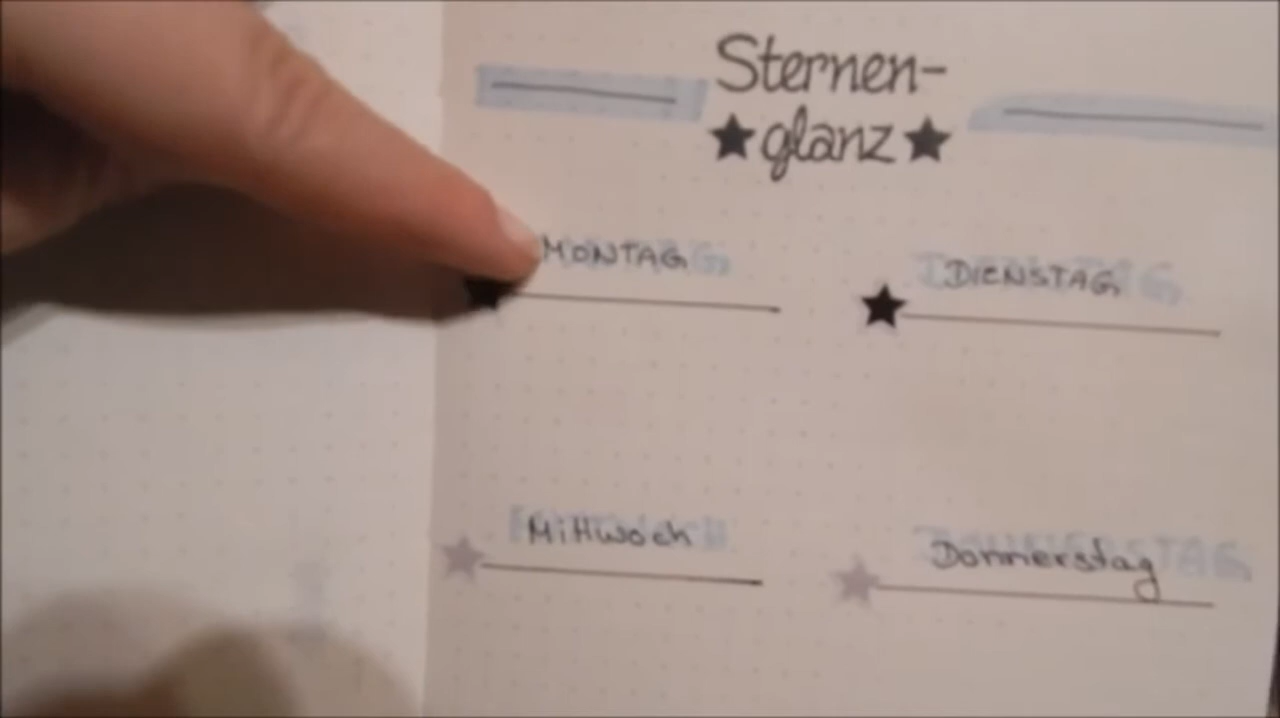 Sternen-
glanz
MONTAG
DIENSTAG
Mittwoch
Donnerstag